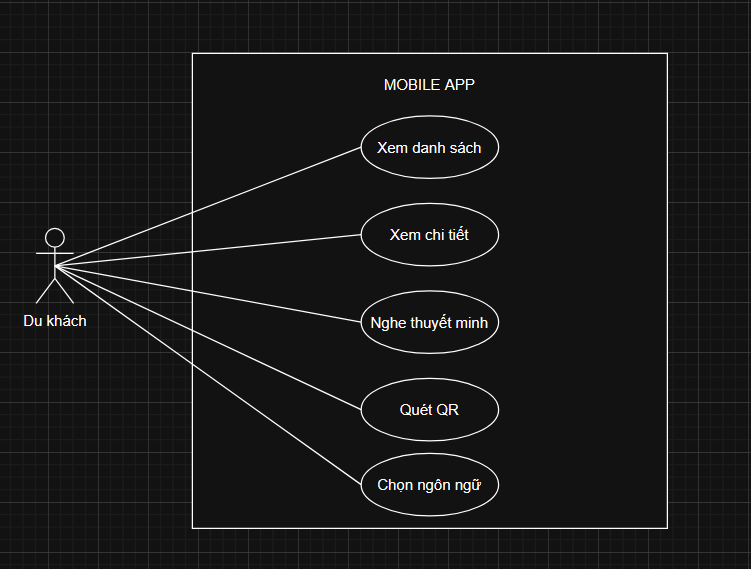 MOBILE APP
Xem danh sách
Xem chi tiết
Nghe thuyết minh
Du khách
Quét QR
Chọn ngôn ngữ